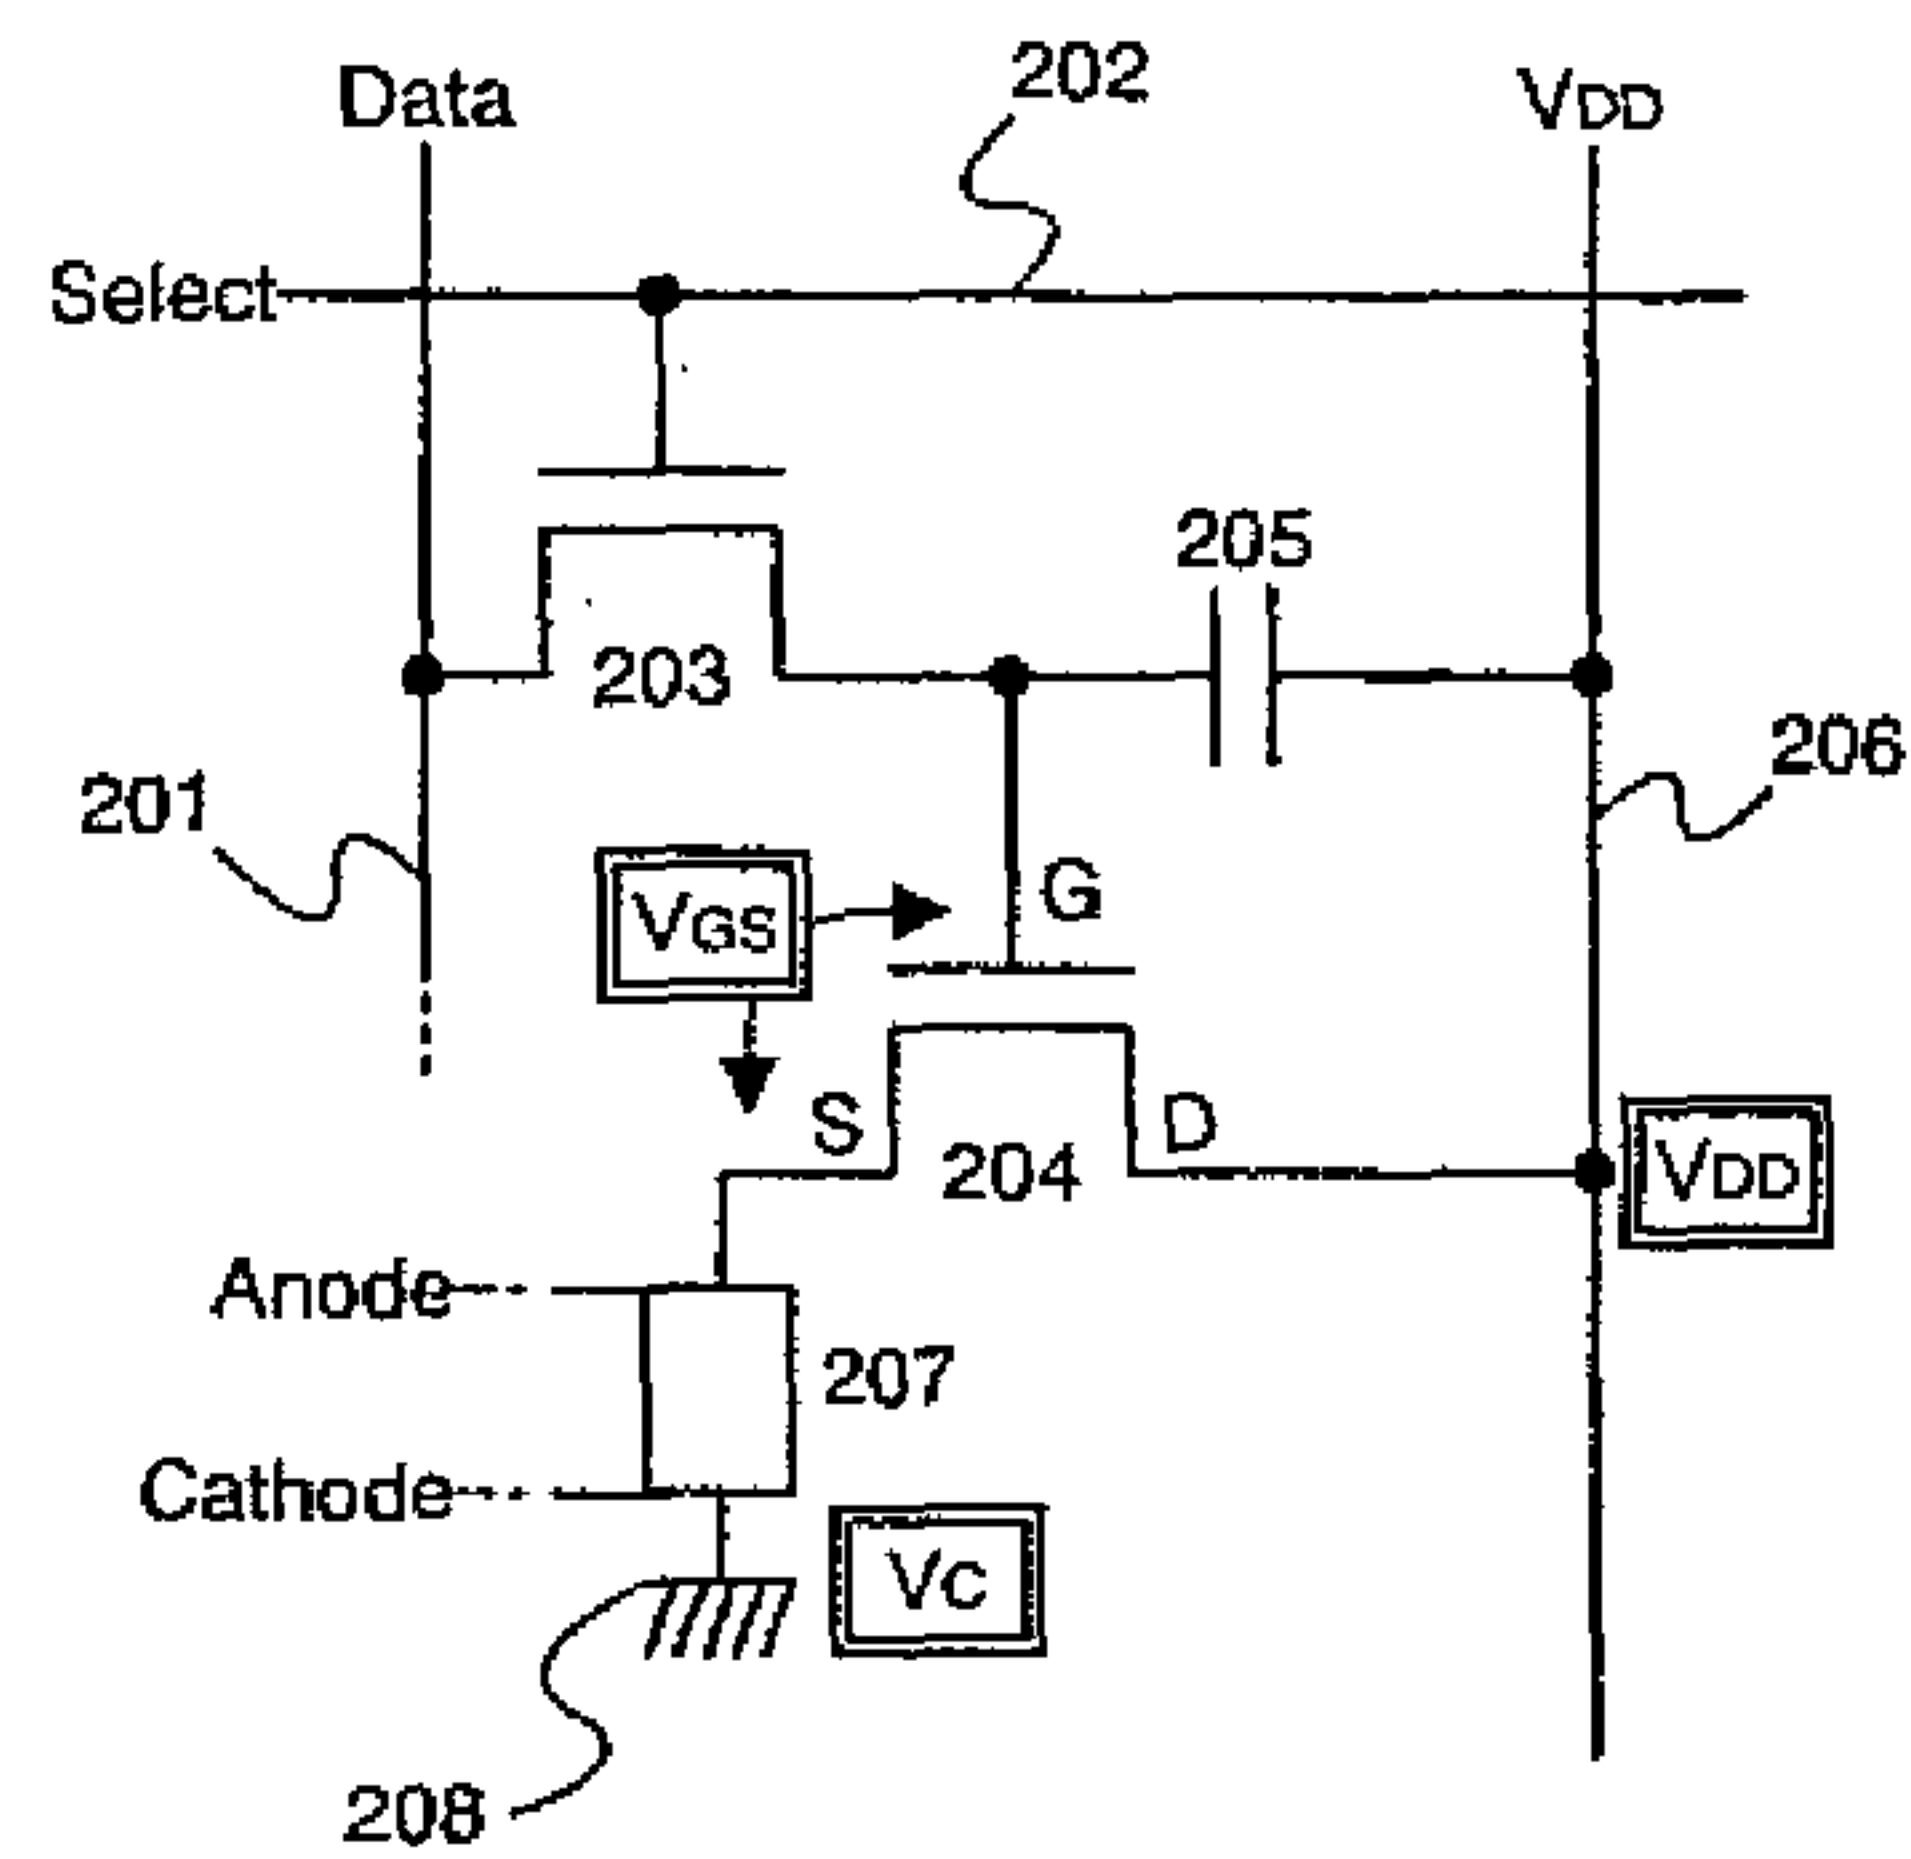 Data
202
VDD
Select
205
203
206
201
VGS
G
S
D
204
VDD
Anode
207
Cathode
VC
208